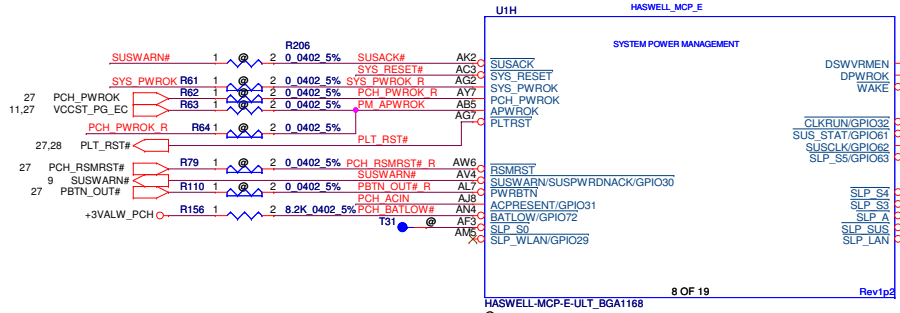 U1H
HASWELL_MCP_E
SYSTEM POWER MANAGEMENT
R206
SUSWARN# 1 @ 2 0_0402_5% SUSACK# AK2 SUSACK DSWVRMEN
SYS_RESET# AC3 SYS_RESET DPWROK
SYS_PWROK R61 1 @ 2 0_0402_5% SYS_PWROK_R AG2 SYS_PWROK WAKE
27 PCH_PWROK R62 1 @ 2 0_0402_5% PCH_PWROK_R AY7 PCH_PWROK
11,27 VCCST_PG_EC R63 1 @ 2 0_0402_5% PM_APWROK AB5 APWROK
AG7 PLTRST CLKRUN/GPIO32
PCH_PWROK_R R64 1 @ 2 0_0402_5% SUS_STAT/GPIO61
27,28 PLT_RST# PLT_RST# SUSCLK/GPIO62
SLP_S5/GPIO63
27 PCH_RSMRST# R79 1 @ 2 0_0402_5% PCH_RSMRST#_R AW6 RSMRST
9 SUSWARN# SUSWARN# AV4 SUSWARN/SUSPWRDNACK/GPIO30
27 PBTN_OUT# R110 1 @ 2 0_0402_5% PBTN_OUT#_R AL7 PWRBTN SLP_S4
PCH_ACIN AJ8 ACPRESENT/GPIO31 SLP_S3
+3VALW_PCH R156 1 2 8.2K_0402_5% PCH_BATLOW# AN4 BATLOW/GPIO72 SLP_A
T31 @ AF3 SLP_S0 SLP_SUS
AM5 SLP_WLAN/GPIO29 SLP_LAN
8 OF 19
Rev1p2
HASWELL-MCP-E-ULT_BGA1168